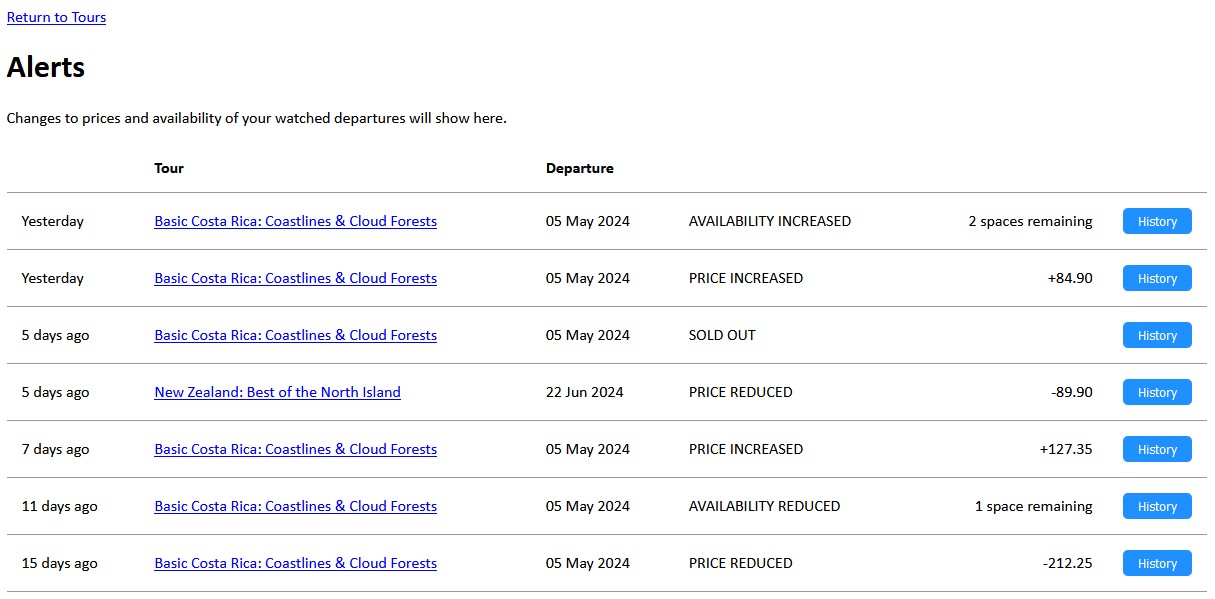 Return to Tours
Alerts
Changes to prices and availability of your watched departures will show here.
Tour Departure
Yesterday Basic Costa Rica: Coastlines & Cloud Forests 05 May 2024 AVAILABILITY INCREASED 2 spaces remaining History
Yesterday Basic Costa Rica: Coastlines & Cloud Forests 05 May 2024 PRICE INCREASED +84.90 History
5 days ago Basic Costa Rica: Coastlines & Cloud Forests 05 May 2024 SOLD OUT History
5 days ago New Zealand: Best of the North Island 22 Jun 2024 PRICE REDUCED -89.90 History
7 days ago Basic Costa Rica: Coastlines & Cloud Forests 05 May 2024 PRICE INCREASED +127.35 History
11 days ago Basic Costa Rica: Coastlines & Cloud Forests 05 May 2024 AVAILABILITY REDUCED 1 space remaining History
15 days ago Basic Costa Rica: Coastlines & Cloud Forests 05 May 2024 PRICE REDUCED -212.25 History